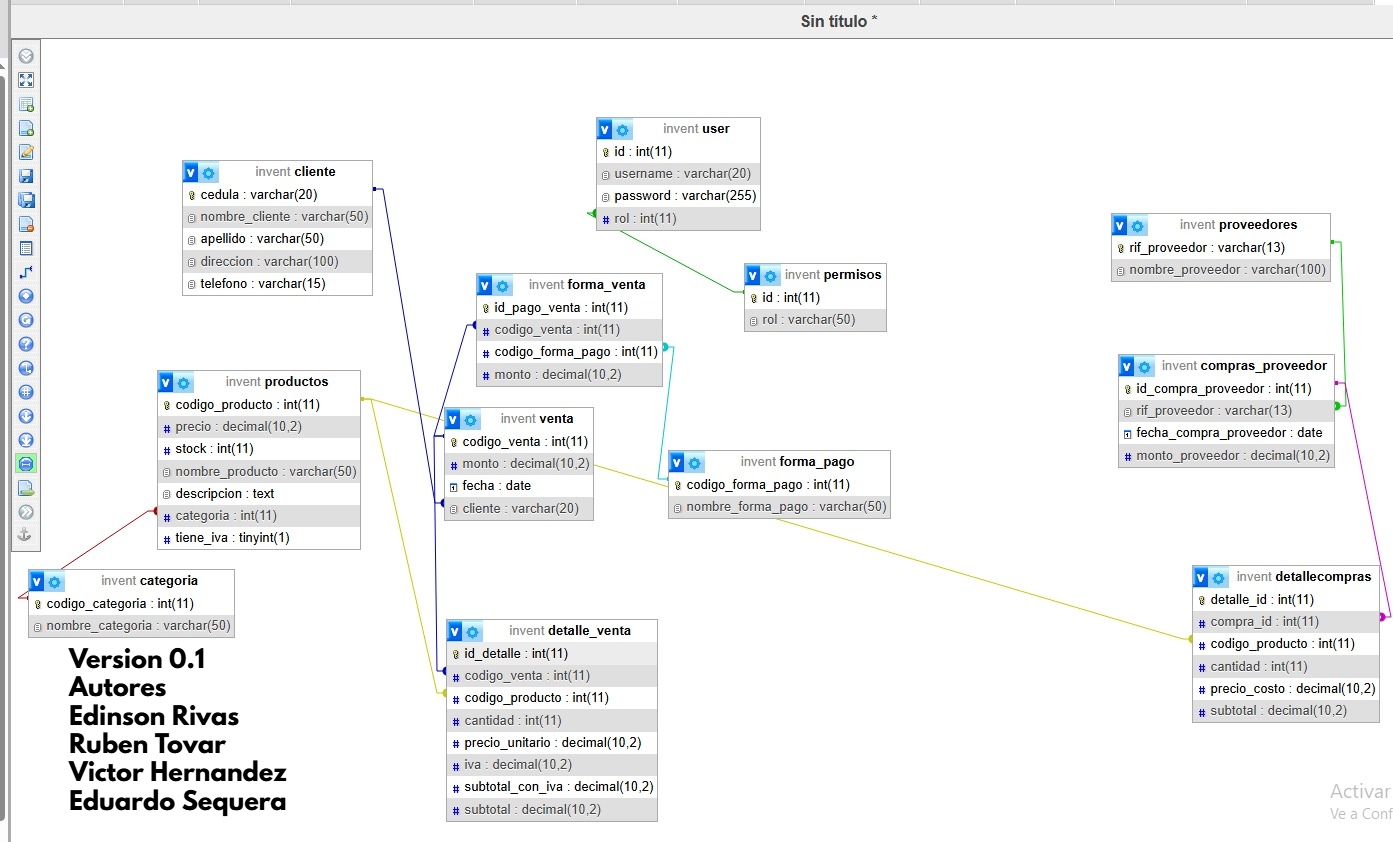 Sin título *
invent user
id : int(11)
username : varchar(20)
password : varchar(255)
rol : int(11)
invent cliente
cedula : varchar(20)
nombre_cliente : varchar(50)
apellido : varchar(50)
direccion : varchar(100)
telefono : varchar(15)
invent proveedores
rif_proveedor : varchar(13)
nombre_proveedor : varchar(100)
invent permisos
id : int(11)
rol : varchar(50)
invent forma_venta
id_pago_venta : int(11)
codigo_venta : int(11)
codigo_forma_pago : int(11)
monto : decimal(10,2)
invent compras_proveedor
id_compra_proveedor : int(11)
rif_proveedor : varchar(13)
fecha_compra_proveedor : date
monto_proveedor : decimal(10,2)
invent productos
codigo_producto : int(11)
precio : decimal(10,2)
stock : int(11)
nombre_producto : varchar(50)
descripcion : text
categoria : int(11)
tiene_iva : tinyint(1)
invent venta
codigo_venta : int(11)
monto : decimal(10,2)
fecha : date
cliente : varchar(20)
invent forma_pago
codigo_forma_pago : int(11)
nombre_forma_pago : varchar(50)
invent categoria
codigo_categoria : int(11)
nombre_categoria : varchar(50)
invent detallecompras
detalle_id : int(11)
compra_id : int(11)
codigo_producto : int(11)
cantidad : int(11)
precio_costo : decimal(10,2)
subtotal : decimal(10,2)
invent detalle_venta
id_detalle : int(11)
codigo_venta : int(11)
codigo_producto : int(11)
cantidad : int(11)
precio_unitario : decimal(10,2)
iva : decimal(10,2)
subtotal_con_iva : decimal(10,2)
subtotal : decimal(10,2)
Version 0.1
Autores
Edinson Rivas
Ruben Tovar
Victor Hernandez
Eduardo Sequera
Activar
Ve a Conf